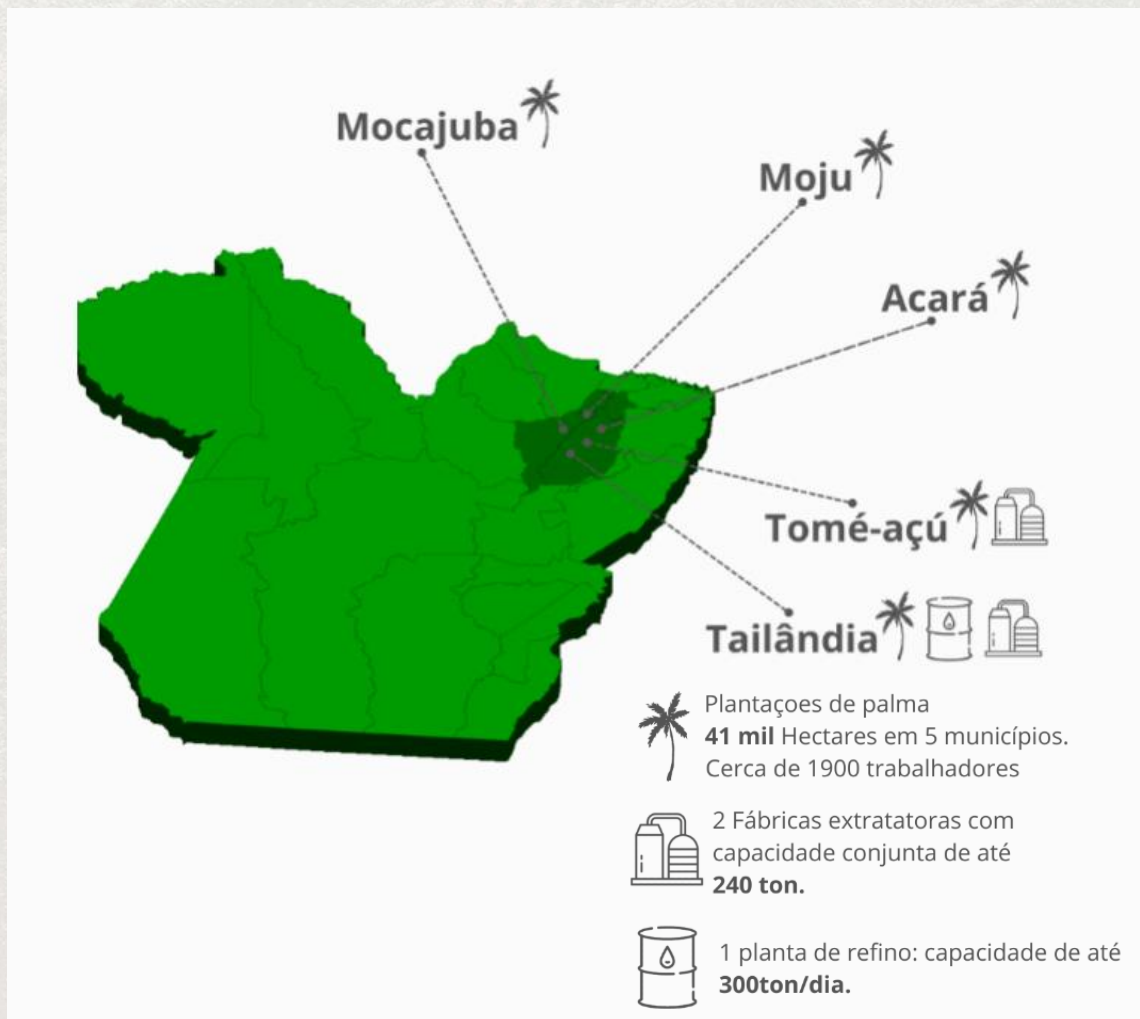 Mocajuba
Moju
Acará
Tomé-açú
Tailândia
Plantaçoes de palma
41 mil Hectares em 5 municípios.
Cerca de 1900 trabalhadores
2 Fábricas extratatoras com
capacidade conjunta de até
240 ton.
1 planta de refino: capacidade de até
300ton/dia.